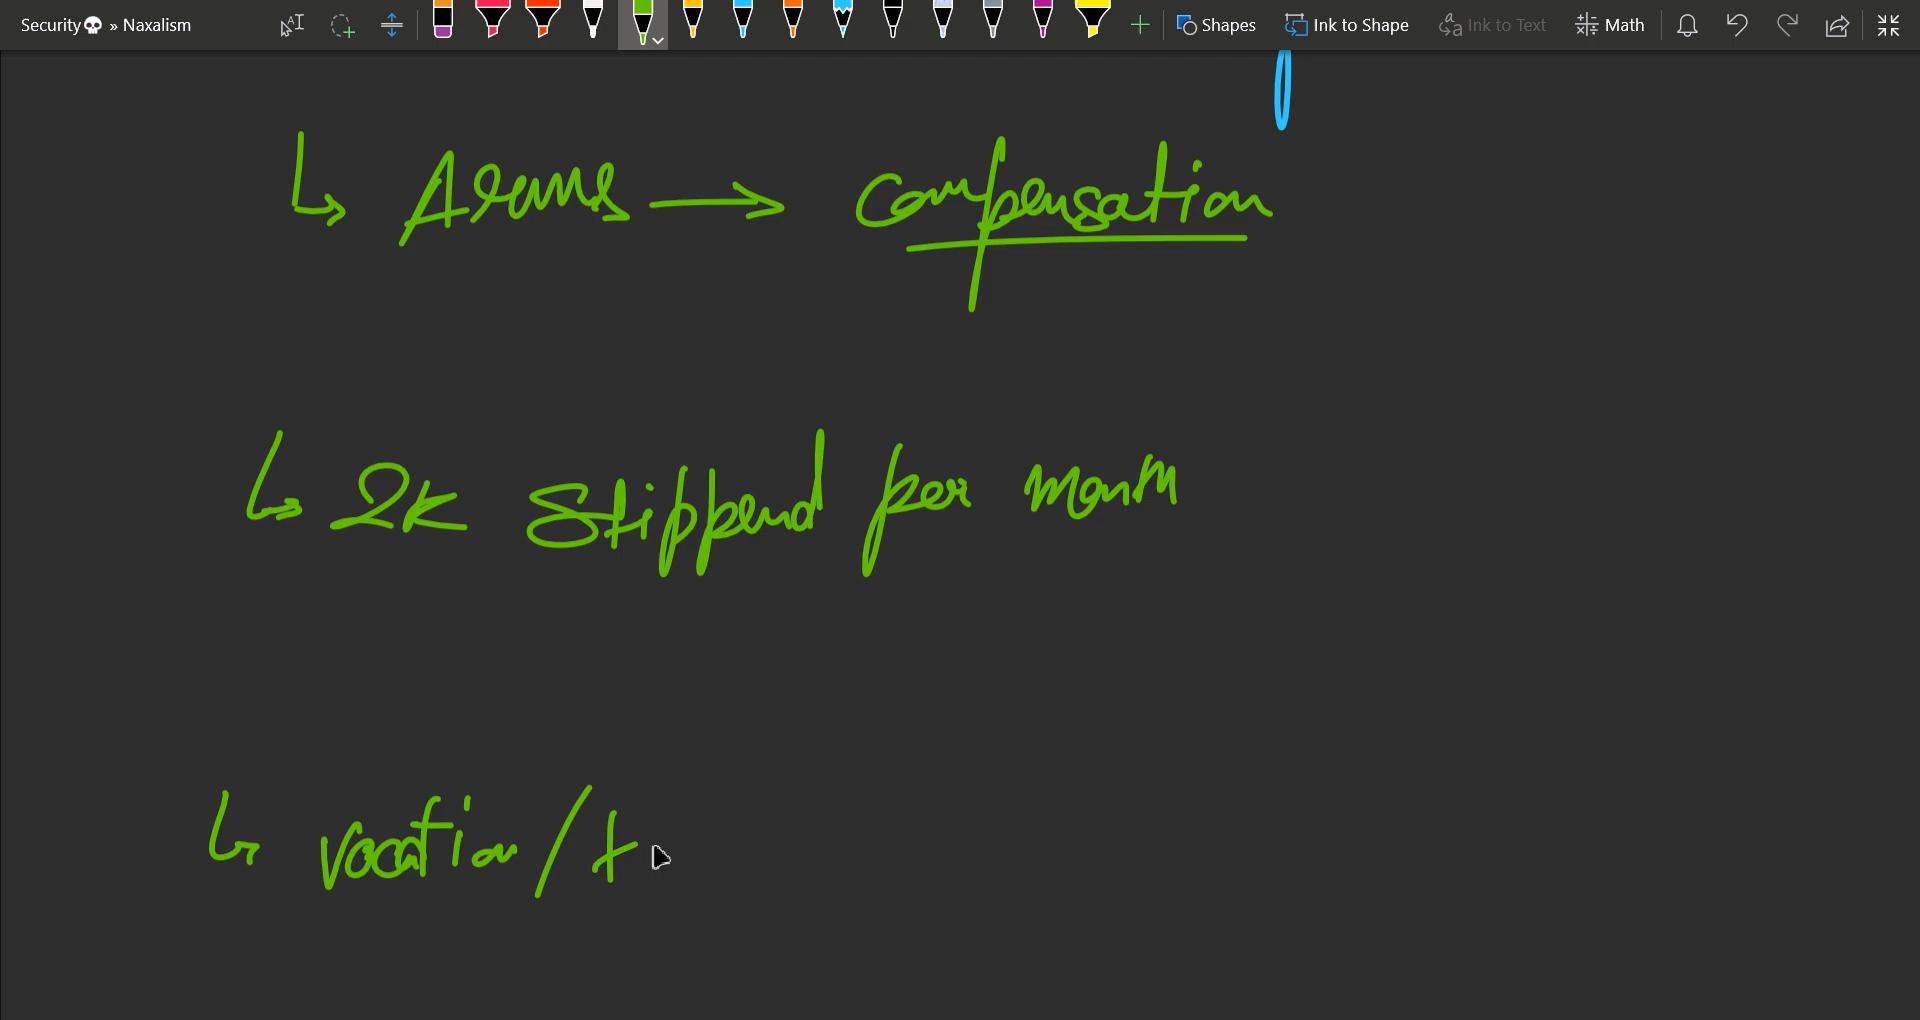 Security💀 » Naxalism
Shapes
Ink to Shape
Ink to Text
Math
↳ Arms → Compensation
↳ 2k Stippend per month
↳ vocation / t